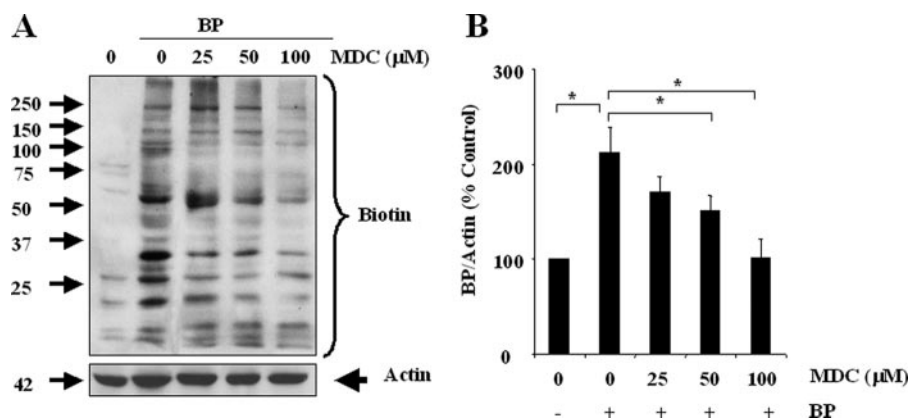 A
BP
0 0 25 50 100 MDC (μM)
250
150
100
75
50
37
25
Biotin
42
Actin
B
BP/Actin (% Control)
300
200
100
0
*
*
*
0 0 25 50 100 MDC (μM)
- + + + + BP